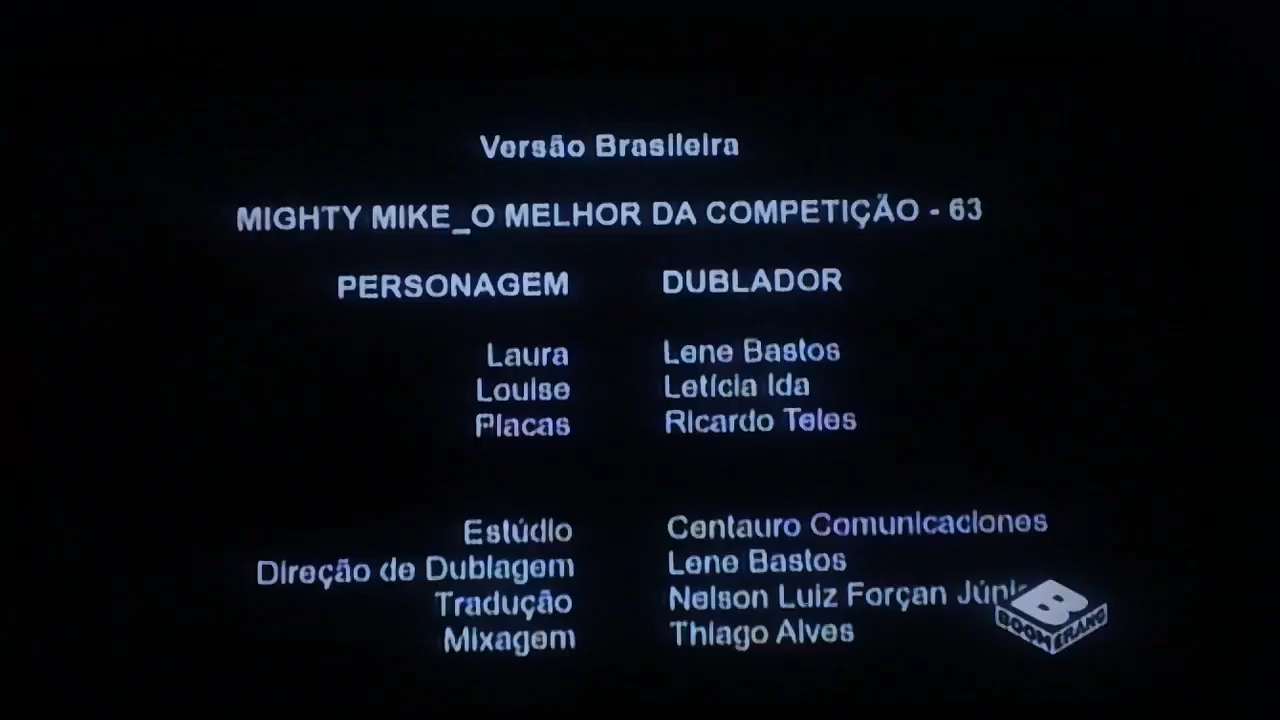 Versão Brasileira
MIGHTY MIKE_O MELHOR DA COMPETIÇÃO - 63
PERSONAGEM DUBLADOR
Laura Lene Bastos
Louise Letícia Ida
Placas Ricardo Teles
Estúdio Centauro Comunicaciones
Direção de Dublagem Lene Bastos
Tradução Nelson Luiz Forçan
Mixagem Thiago Alves
B
BOOMERANG